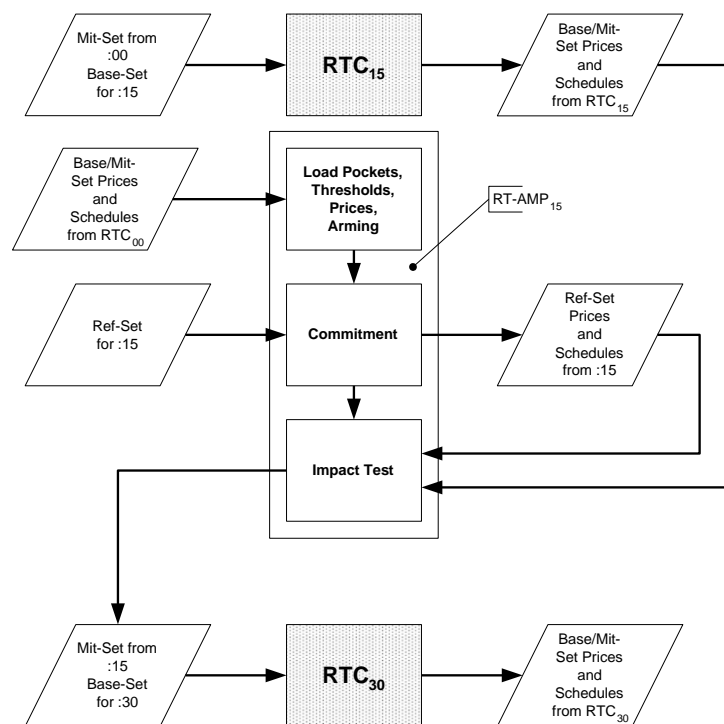 Mit-Set from
:00
Base-Set
for :15
RTC15
Base/Mit-
Set Prices
and
Schedules
from RTC15
Base/Mit-
Set Prices
and
Schedules
from RTC00
Load Pockets,
Thresholds,
Prices,
Arming
RT-AMP15
Ref-Set
for :15
Commitment
Ref-Set
Prices
and
Schedules
from :15
Impact Test
Mit-Set from
:15
Base-Set
for :30
RTC30
Base/Mit-
Set Prices
and
Schedules
from RTC30